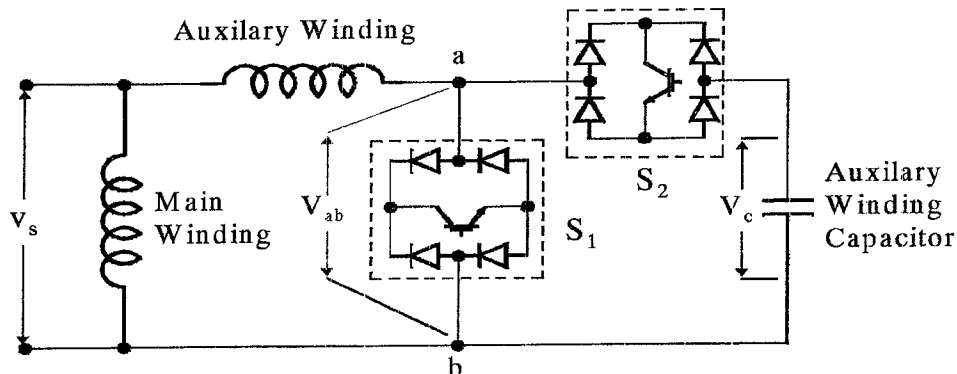 Auxilary Winding
a
S2
Vs
Main
Winding
Vab
S1
Vc
Auxilary
Winding
Capacitor
b